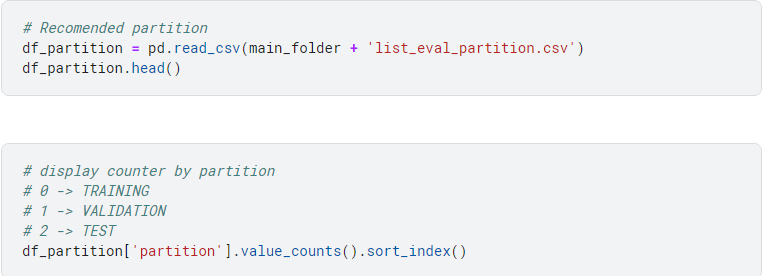 # Recomended partition
df_partition = pd.read_csv(main_folder + 'list_eval_partition.csv')
df_partition.head()
# display counter by partition
# 0 -> TRAINING
# 1 -> VALIDATION
# 2 -> TEST
df_partition['partition'].value_counts().sort_index()